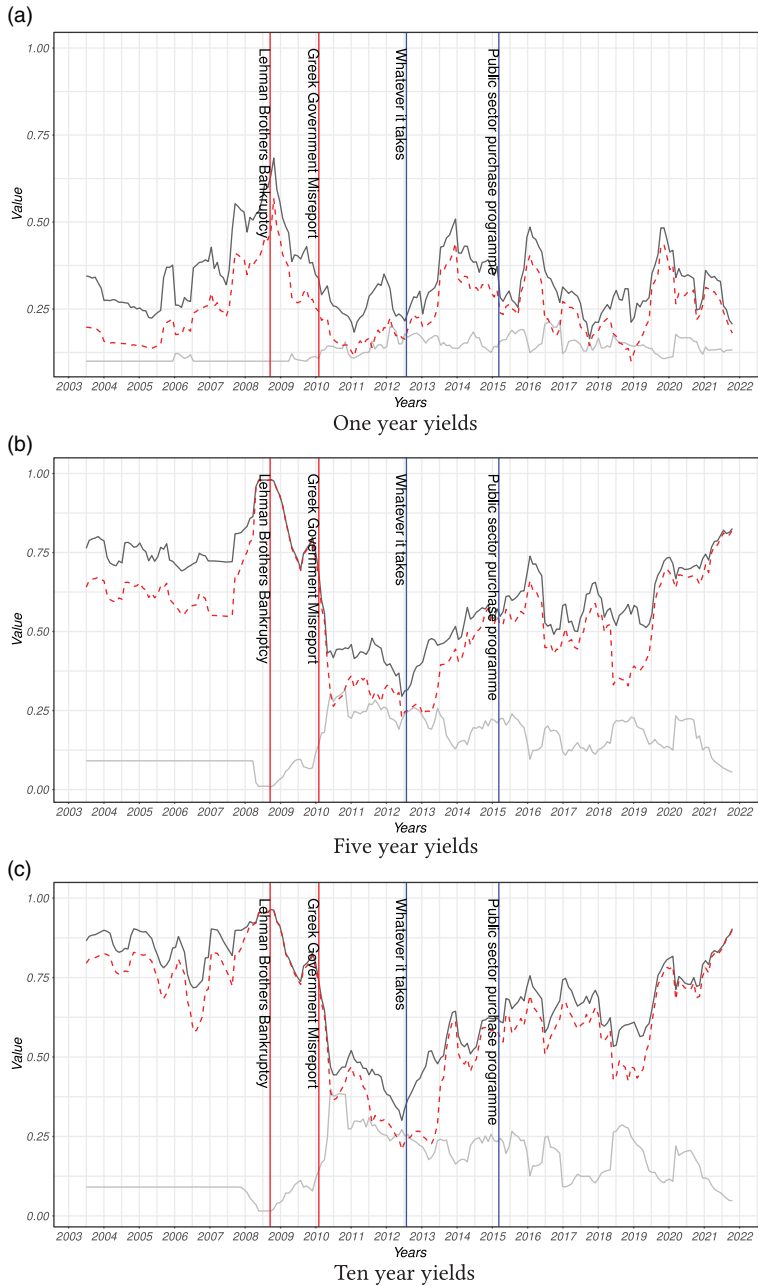 (a)
1.00
0.75
0.50
0.25
Value
Lehman Brothers Bankruptcy
Greek Government Misreport
Whatever it takes
Public sector purchase programme
2003 2004 2005 2006 2007 2008 2009 2010 2011 2012 2013 2014 2015 2016 2017 2018 2019 2020 2021 2022
Years
One year yields
(b)
1.00
0.75
0.50
0.25
0.00
Value
Lehman Brothers Bankruptcy
Greek Government Misreport
Whatever it takes
Public sector purchase programme
2003 2004 2005 2006 2007 2008 2009 2010 2011 2012 2013 2014 2015 2016 2017 2018 2019 2020 2021 2022
Years
Five year yields
(c)
1.00
0.75
0.50
0.25
0.00
Value
Lehman Brothers Bankruptcy
Greek Government Misreport
Whatever it takes
Public sector purchase programme
2003 2004 2005 2006 2007 2008 2009 2010 2011 2012 2013 2014 2015 2016 2017 2018 2019 2020 2021 2022
Years
Ten year yields